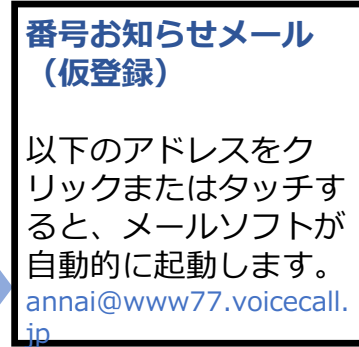 番号お知らせメール
（仮登録）
以下のアドレスをク
リックまたはタッチす
ると、メールソフトが
自動的に起動します。
annai@www77.voicecall.
jp